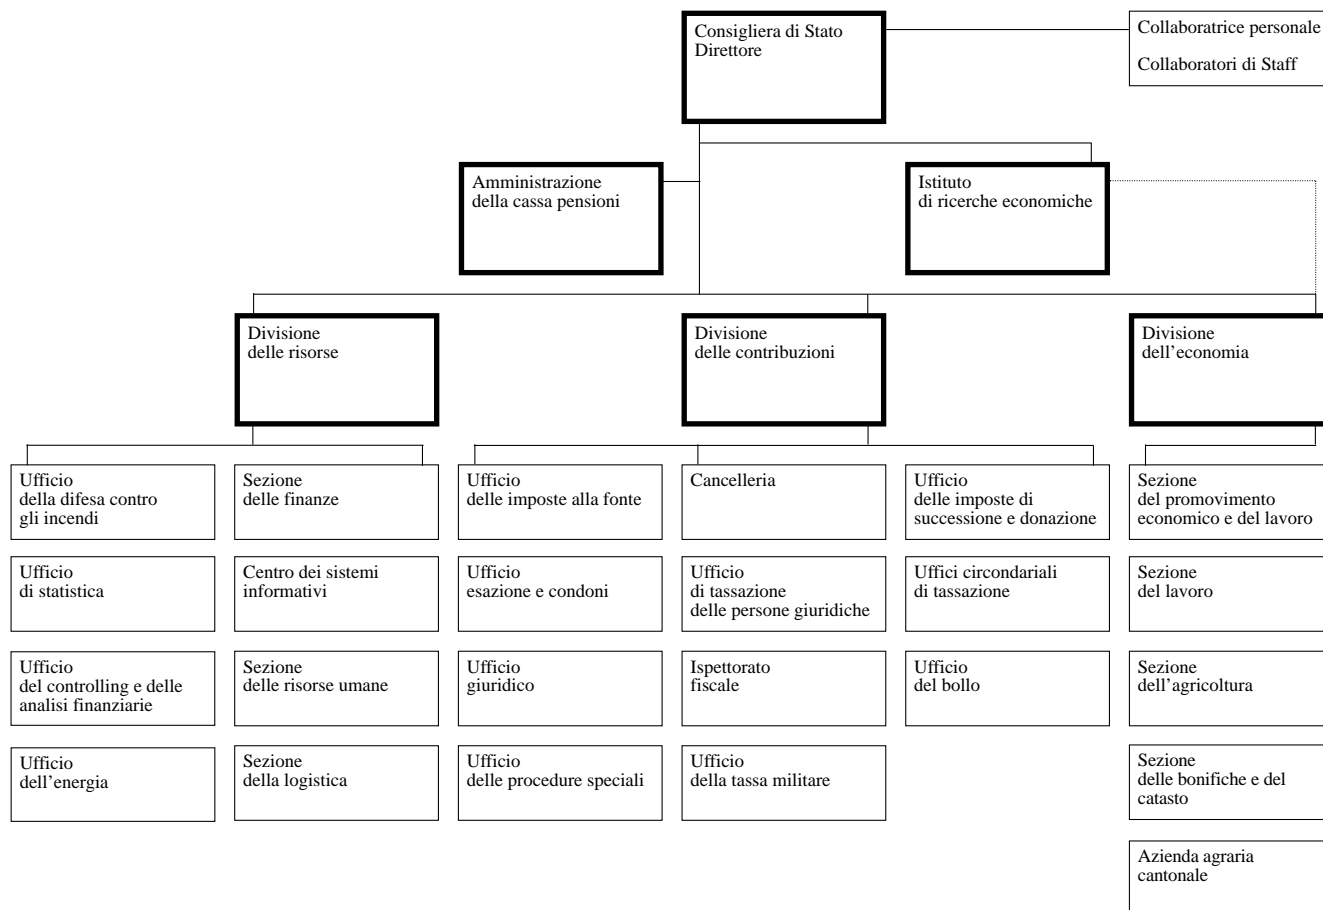 Consigliera di Stato
Direttore
Collaboratrice personale
Collaboratori di Staff
Amministrazione
della cassa pensioni
Istituto
di ricerche economiche
Divisione
delle risorse
Divisione
delle contribuzioni
Divisione
dell'economia
Ufficio
della difesa contro
gli incendi
Sezione
delle finanze
Ufficio
delle imposte alla fonte
Cancelleria
Ufficio
delle imposte di
successione e donazione
Sezione
del promovimento
economico e del lavoro
Ufficio
di statistica
Centro dei sistemi
informativi
Ufficio
esazione e condoni
Ufficio
di tassazione
delle persone giuridiche
Uffici circondariali
di tassazione
Sezione
del lavoro
Ufficio
del controlling e delle
analisi finanziarie
Sezione
delle risorse umane
Ufficio
giuridico
Ispettorato
fiscale
Ufficio
del bollo
Sezione
dell'agricoltura
Ufficio
dell'energia
Sezione
della logistica
Ufficio
delle procedure speciali
Ufficio
della tassa militare
Sezione
delle bonifiche e del
catasto
Azienda agraria
cantonale